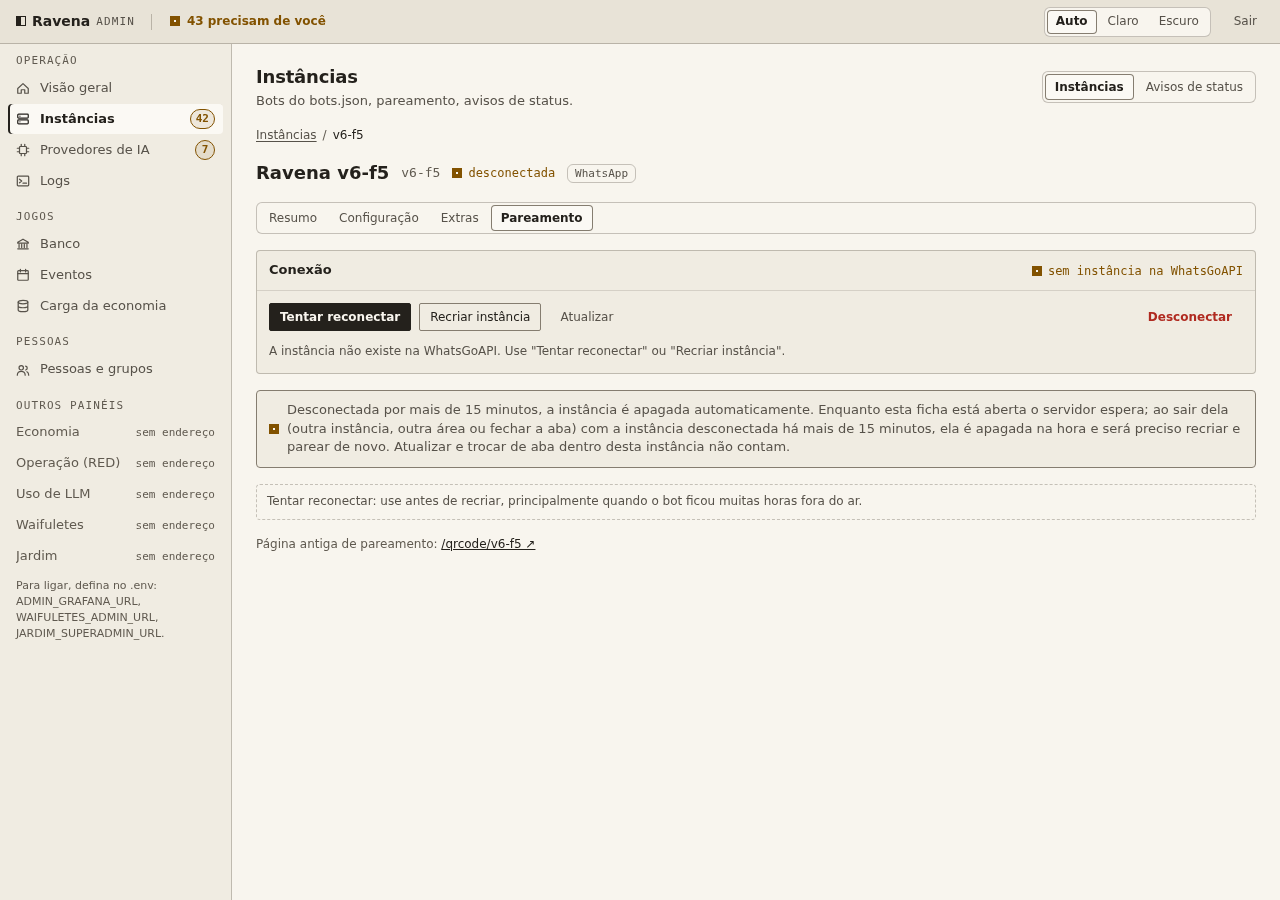 Ravena ADMIN
43 precisam de você
Auto
Claro
Escuro
Sair
OPERAÇÃO
Visão geral
Instâncias 42
Provedores de IA 7
Logs
JOGOS
Banco
Eventos
Carga da economia
PESSOAS
Pessoas e grupos
OUTROS PAINÉIS
Economia sem endereço
Operação (RED) sem endereço
Uso de LLM sem endereço
Waifuletes sem endereço
Jardim sem endereço
Para ligar, defina no .env:
ADMIN_GRAFANA_URL,
WAIFULETES_ADMIN_URL,
JARDIM_SUPERADMIN_URL.
Instâncias
Bots do bots.json, pareamento, avisos de status.
Instâncias
Avisos de status
Instâncias / v6-f5
Ravena v6-f5 v6-f5 desconectada WhatsApp
Resumo
Configuração
Extras
Pareamento
Conexão
sem instância na WhatsGoAPI
Tentar reconectar
Recriar instância
Atualizar
Desconectar
A instância não existe na WhatsGoAPI. Use "Tentar reconectar" ou "Recriar instância".
Desconectada por mais de 15 minutos, a instância é apagada automaticamente. Enquanto esta ficha está aberta o servidor espera; ao sair dela
(outra instância, outra área ou fechar a aba) com a instância desconectada há mais de 15 minutos, ela é apagada na hora e será preciso recriar e
parear de novo. Atualizar e trocar de aba dentro desta instância não contam.
Tentar reconectar: use antes de recriar, principalmente quando o bot ficou muitas horas fora do ar.
Página antiga de pareamento: /qrcode/v6-f5 ↗